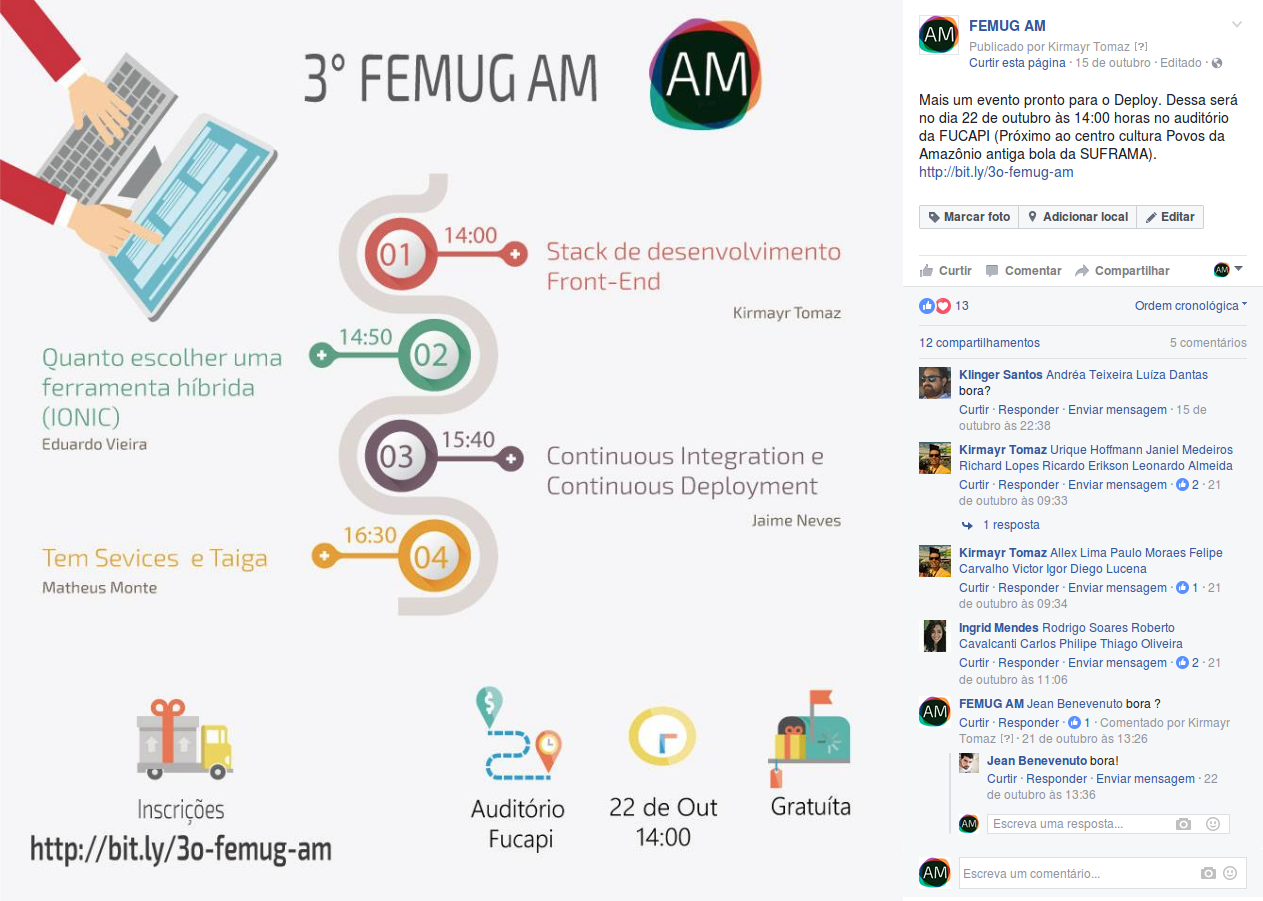 3° FEMUG AM
AM
01
14:00
Stack de desenvolvimento
Front-End
Kirmayr Tomaz
14:50
02
Quanto escolher uma
ferramenta híbrida
(IONIC)
Eduardo Vieira
03
15:40
Continuous Integration e
Continuous Deployment
Jaime Neves
16:30
04
Tem Sevices e Taiga
Matheus Monte
Inscrições
http://bit.ly/3o-femug-am
$
Auditório
Fucapi
22 de Out
14:00
Gratuíta
AM
FEMUG AM
Publicado por Kirmayr Tomaz [?]
Curtir esta página · 15 de outubro · Editado ·
Mais um evento pronto para o Deploy. Dessa será
no dia 22 de outubro às 14:00 horas no auditório
da FUCAPI (Próximo ao centro cultura Povos da
Amazônio antiga bola da SUFRAMA).
http://bit.ly/3o-femug-am
Marcar foto
Adicionar local
Editar
Curtir
Comentar
Compartilhar
AM
13
Ordem cronológica
12 compartilhamentos
5 comentários
Klinger Santos Andréa Teixeira Luíza Dantas
bora?
Curtir · Responder · Enviar mensagem · 15 de
outubro às 22:38
Kirmayr Tomaz Urique Hoffmann Janiel Medeiros
Richard Lopes Ricardo Erikson Leonardo Almeida
Curtir · Responder · Enviar mensagem · 2 · 21
de outubro às 09:33
1 resposta
Kirmayr Tomaz Allex Lima Paulo Moraes Felipe
Carvalho Victor Igor Diego Lucena
Curtir · Responder · Enviar mensagem · 1 · 21
de outubro às 09:34
Ingrid Mendes Rodrigo Soares Roberto
Cavalcanti Carlos Philipe Thiago Oliveira
Curtir · Responder · Enviar mensagem · 2 · 21
de outubro às 11:06
AM
FEMUG AM Jean Benevenuto bora ?
Curtir · Responder · 1 · Comentado por Kirmayr
Tomaz [?] · 21 de outubro às 13:26
Jean Benevenuto bora!
Curtir · Responder · Enviar mensagem · 22
de outubro às 13:36
AM
Escreva uma resposta...
AM
Escreva um comentário...